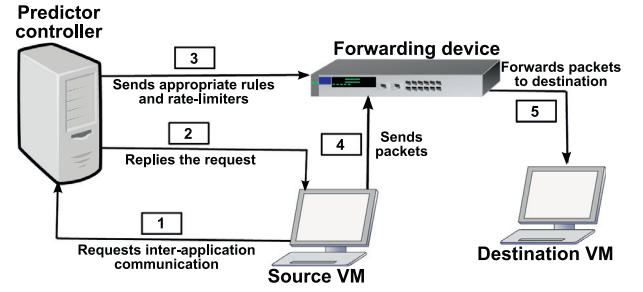 Predictor
controller
3
Sends appropriate rules
and rate-limiters
Forwarding device
Forwards packets
to destination
5
2
Replies the request
4
Sends
packets
1
Requests inter-application
communication
Source VM
Destination VM